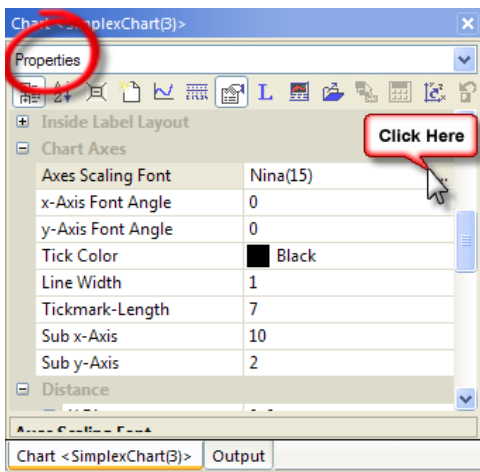 Chart <SimplexChart(3)>
Properties
L
Inside Label Layout
Click Here
Chart Axes
Axes Scaling Font Nina(15) ...
x-Axis Font Angle 0
y-Axis Font Angle 0
Tick Color Black
Line Width 1
Tickmark-Length 7
Sub x-Axis 10
Sub y-Axis 2
Distance
Axes Scaling Font
Chart <SimplexChart(3)> Output